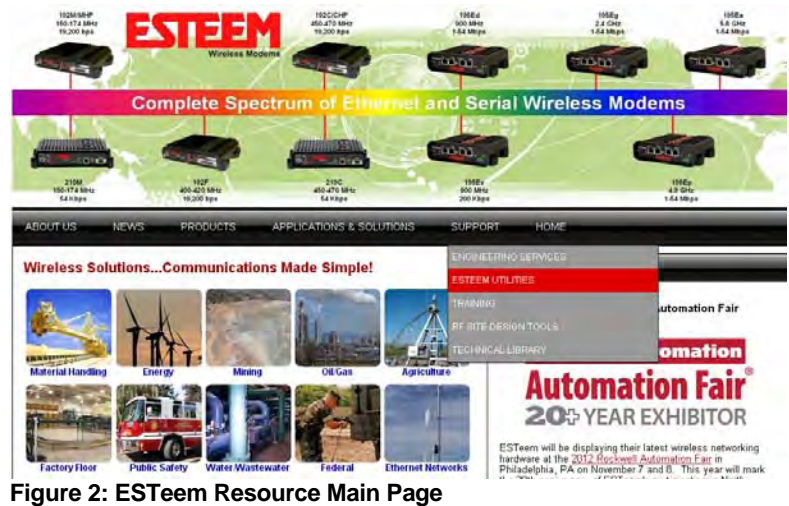 192M/MHF
150-174 MHz
19,200 bps
ESTEEM
Wireless Modems
192C/CHP
450-470 MHz
19,200 bps
195Ed
900 MHz
1-54 Mbps
195Eg
2.4 GHz
1-54 Mbps
195Ea
5.8 GHz
1-54 Mbps
Complete Spectrum of Ethernet and Serial Wireless Modems
210M
150-174 MHz
54 Kbps
192F
400-420 MHz
19,200 bps
210C
450-470 MHz
54 Kbps
195Es
900 MHz
200 Kbps
195Ep
4.9 GHz
1-54 Mbps
ABOUT US NEWS PRODUCTS APPLICATIONS & SOLUTIONS SUPPORT HOME
ENGINEERING SERVICES
ESTEEM UTILITIES
TRAINING
RF SITE DESIGN TOOLS
TECHNICAL LIBRARY
Wireless Solutions...Communications Made Simple!
Material Handling Energy Mining Oil/Gas Agriculture
Factory Floor Public Safety Water/Wastewater Federal Ethernet Networks
utomation Fair
omation
Automation Fair®
20+ YEAR EXHIBITOR
ESTeem will be displaying their latest wireless networking
hardware at the 2012 Rockwell Automation Fair in
Philadelphia, PA on November 7 and 8. This year will mark
Figure 2: ESTeem Resource Main Page